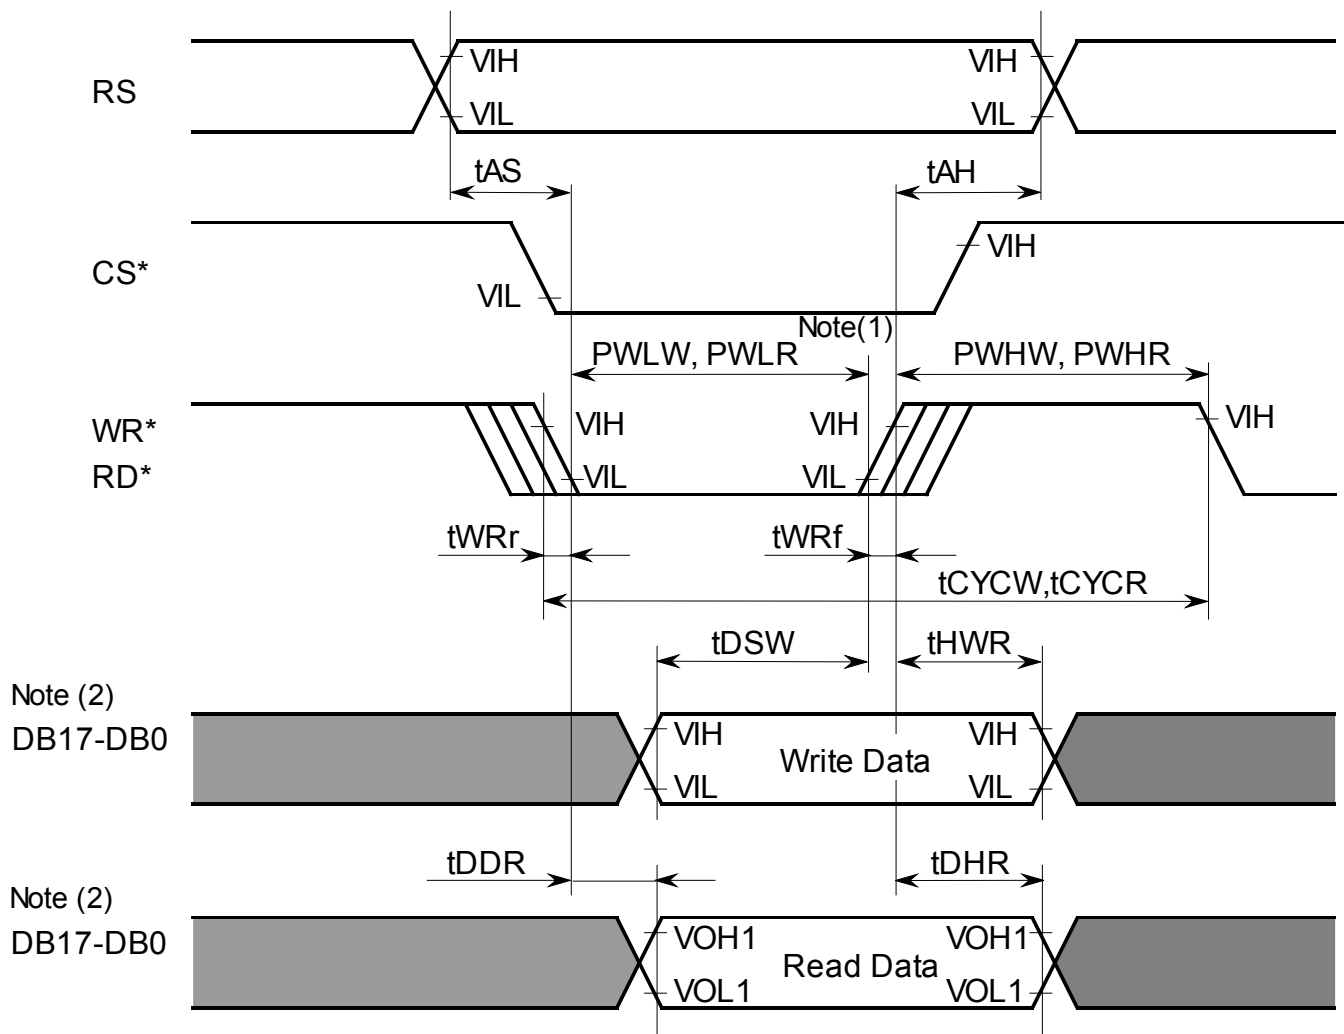 RS
VIH
VIH
VIL
VIL
tAS
tAH
CS*
VIL
VIH
Note(1)
PWLW, PWLR
PWHW, PWHR
WR*
VIH
VIH
VIH
RD*
VIL
VIL
tWRr
tWRf
tCYCW,tCYCR
tDSW
tHWR
Note (2)
DB17-DB0
VIH
VIH
Write Data
VIL
VIL
tDDR
tDHR
Note (2)
DB17-DB0
VOH1
VOH1
Read Data
VOL1
VOL1